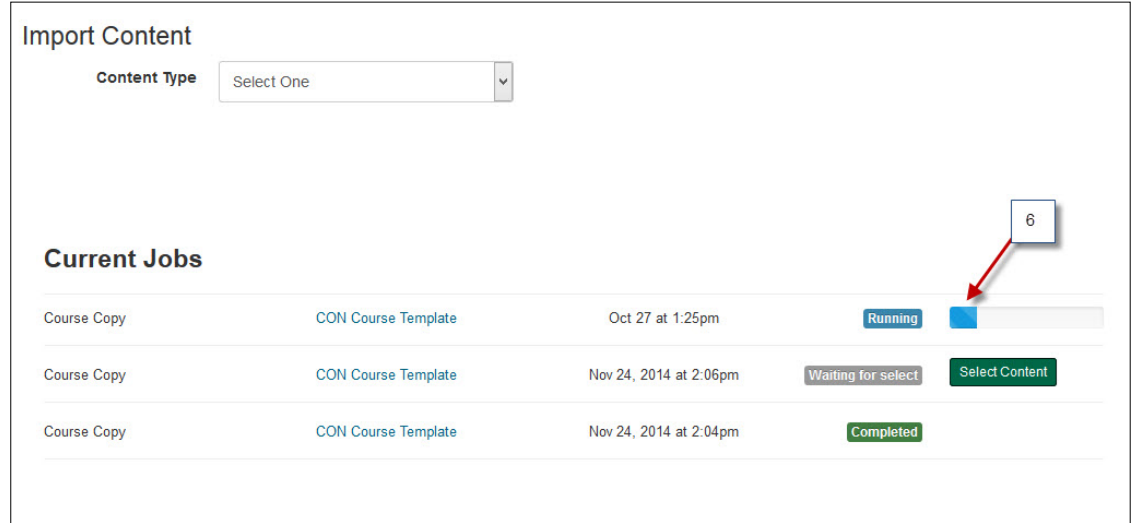 Import Content
Content Type Select One
6
Current Jobs
Course Copy CON Course Template Oct 27 at 1:25pm Running
Course Copy CON Course Template Nov 24, 2014 at 2:06pm Waiting for select Select Content
Course Copy CON Course Template Nov 24, 2014 at 2:04pm Completed